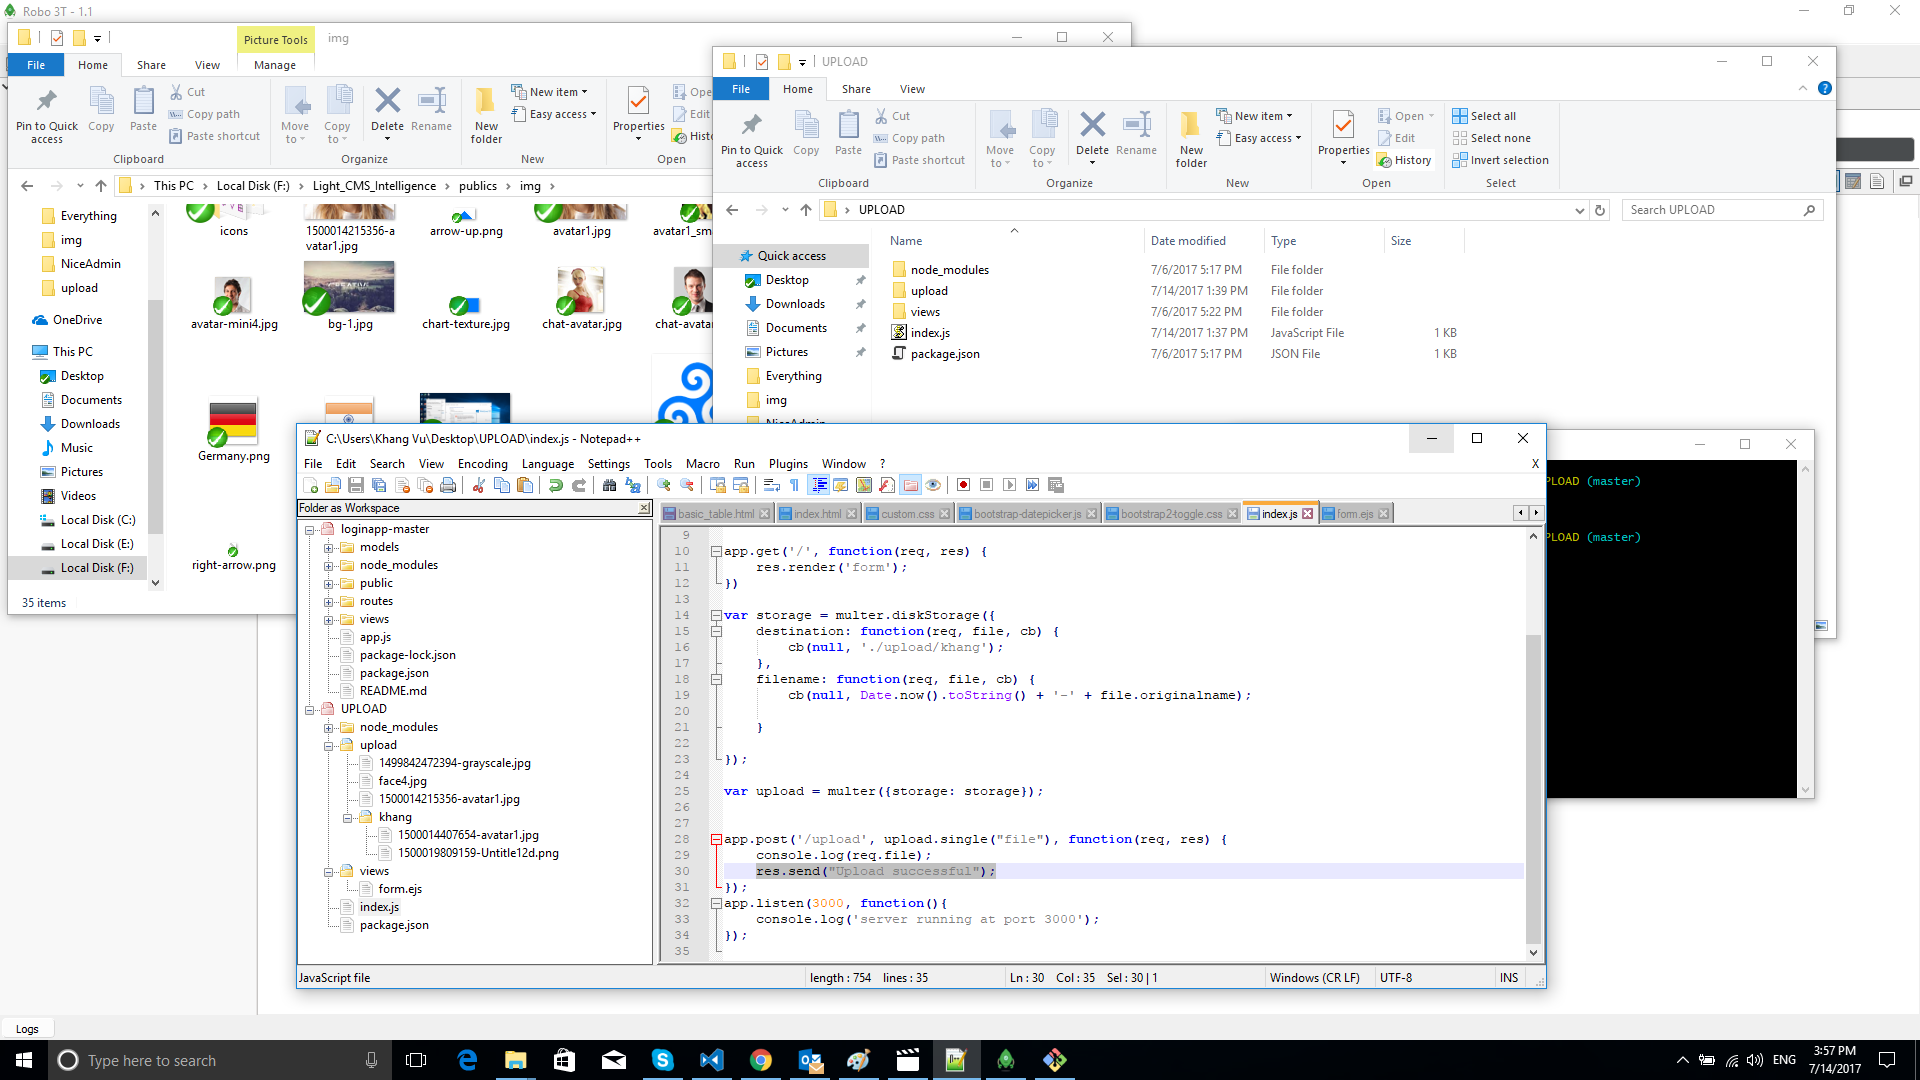 Robo 3T - 1.1
Picture Tools
img
File
Home
Share
View
Manage
Pin to Quick access
Copy
Paste
Cut
Copy path
Paste shortcut
Clipboard
Move to
Copy to
Delete
Rename
Organize
New folder
New item
Easy access
New
Properties
Edit
Open
This PC
Local Disk (F:)
Light_CMS_Intelligence
publics
img
Everything
img
NiceAdmin
upload
OneDrive
This PC
Desktop
Documents
Downloads
Music
Pictures
Videos
Local Disk (C:)
Local Disk (E:)
Local Disk (F:)
35 items
icons
1500014215356-avatar1.jpg
arrow-up.png
avatar1.jpg
avatar1_sm
avatar-mini4.jpg
bg-1.jpg
chart-texture.jpg
chat-avatar.jpg
chat-avatar
Germany.png
right-arrow.png
UPLOAD
File
Home
Share
View
Pin to Quick access
Copy
Paste
Cut
Copy path
Paste shortcut
Clipboard
Move to
Copy to
Delete
Rename
Organize
New folder
New item
Easy access
New
Properties
Open
Edit
History
Open
Select all
Select none
Invert selection
Select
UPLOAD
Search UPLOAD
Quick access
Desktop
Downloads
Documents
Pictures
Everything
img
Name Date modified Type Size
node_modules 7/6/2017 5:17 PM File folder
upload 7/14/2017 1:39 PM File folder
views 7/6/2017 5:22 PM File folder
index.js 7/14/2017 1:37 PM JavaScript File 1 KB
package.json 7/6/2017 5:17 PM JSON File 1 KB
PLOAD (master)
PLOAD (master)
C:\Users\Khang Vu\Desktop\UPLOAD\index.js - Notepad++
File Edit Search View Encoding Language Settings Tools Macro Run Plugins Window ? X
Folder as Workspace
loginapp-master
models
node_modules
public
routes
views
app.js
package-lock.json
package.json
README.md
UPLOAD
node_modules
upload
1499842472394-grayscale.jpg
face4.jpg
1500014215356-avatar1.jpg
khang
1500014407654-avatar1.jpg
1500019809159-Untitle12d.png
views
form.ejs
index.js
package.json
basic_table.html index.html custom.css bootstrap-datepicker.js bootstrap2-toggle.css index.js form.ejs
9
10 app.get('/', function(req, res) {
11 res.render('form');
12 })
13
14 var storage = multer.diskStorage({
15 destination: function(req, file, cb) {
16 cb(null, './upload/khang');
17 },
18 filename: function(req, file, cb) {
19 cb(null, Date.now().toString() + '-' + file.originalname);
20
21 }
22
23 });
24
25 var upload = multer({storage: storage});
26
27
28 app.post('/upload', upload.single("file"), function(req, res) {
29 console.log(req.file);
30 res.send("Upload successful");
31 });
32 app.listen(3000, function(){
33 console.log('server running at port 3000');
34 });
35
JavaScript file length : 754 lines : 35 Ln : 30 Col : 35 Sel : 30 | 1 Windows (CR LF) UTF-8 INS
Logs
Type here to search
ENG
3:57 PM
7/14/2017